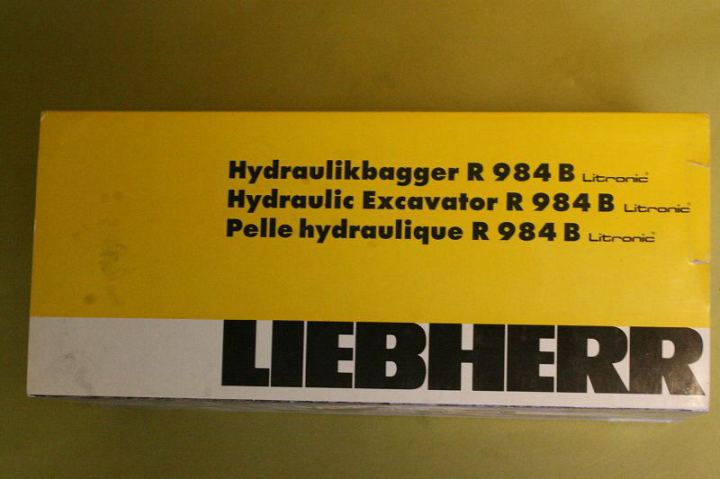 Hydraulikbagger R 984 B Litronic®
Hydraulic Excavator R 984 B Litronic®
Pelle hydraulique R 984 B Litronic®
LIEBHERR